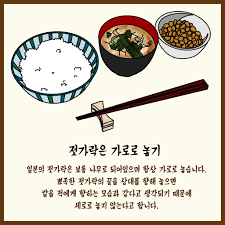 젓가락은 가로로 놓기
일본의 젓가락은 보통 나무로 되어있으며 항상 가로로 놓습니다.
뾰족한 젓가락의 끝을 상대를 향해 놓으면
칼을 적에게 향하는 모습과 같다고 생각되기 때문에
세로로 놓지 않는다고 합니다.